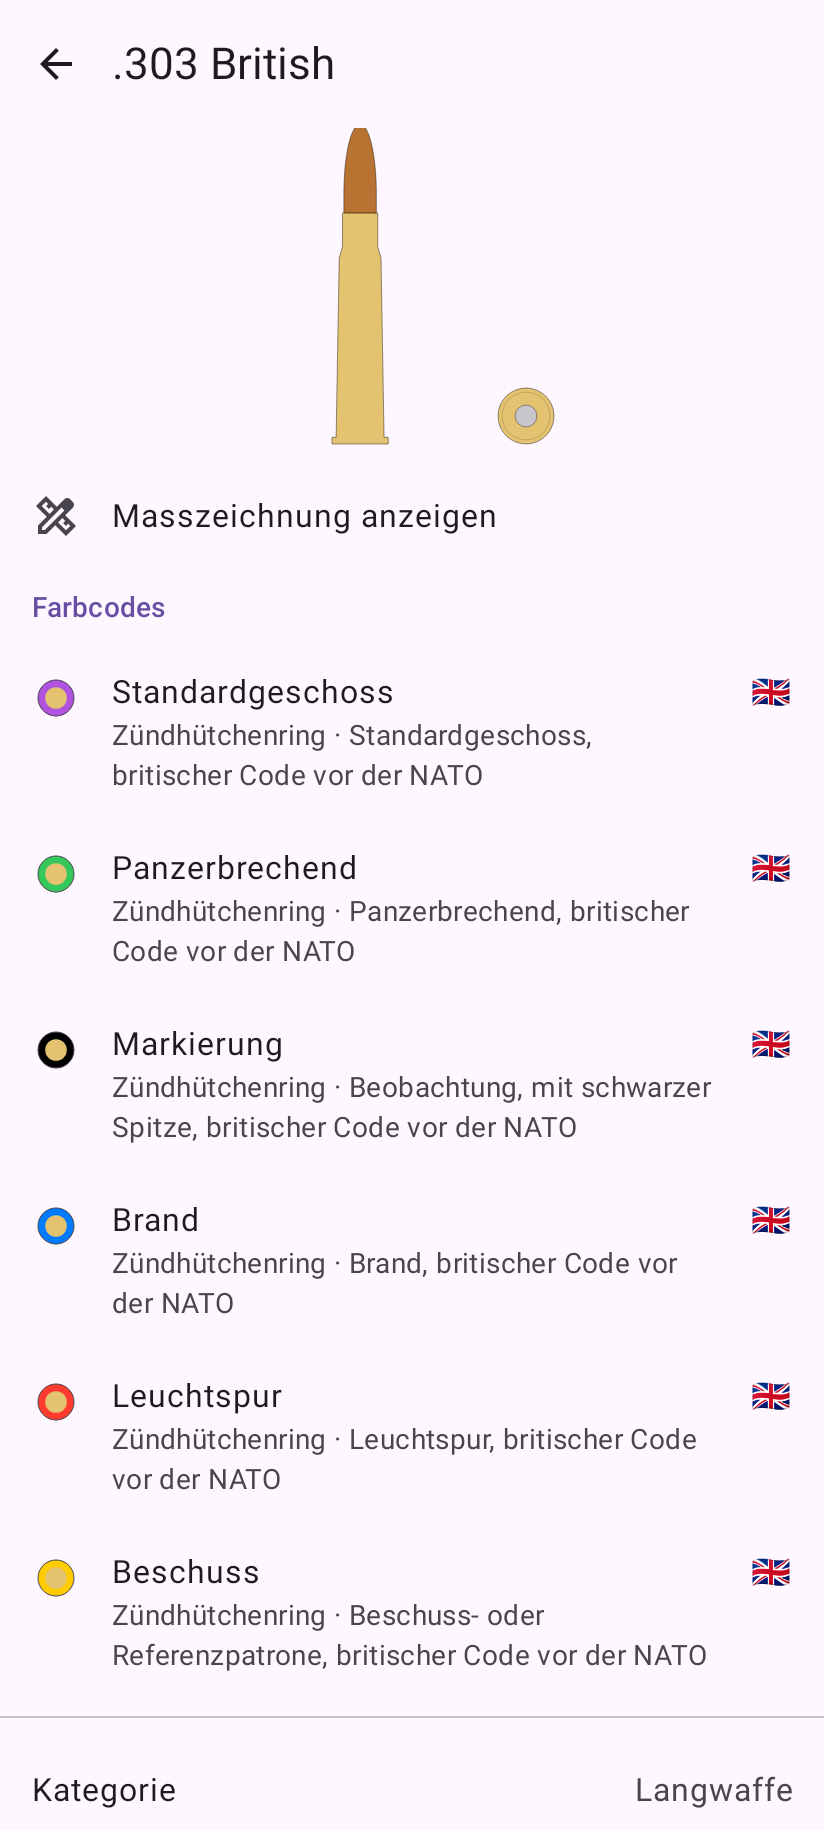 .303 British
Masszeichnung anzeigen
Farbcodes
Standardgeschoss
Zündhütchenring · Standardgeschoss,
britischer Code vor der NATO
Panzerbrechend
Zündhütchenring · Panzerbrechend, britischer
Code vor der NATO
Markierung
Zündhütchenring · Beobachtung, mit schwarzer
Spitze, britischer Code vor der NATO
Brand
Zündhütchenring · Brand, britischer Code vor
der NATO
Leuchtspur
Zündhütchenring · Leuchtspur, britischer Code
vor der NATO
Beschuss
Zündhütchenring · Beschuss- oder
Referenzpatrone, britischer Code vor der NATO
Kategorie Langwaffe